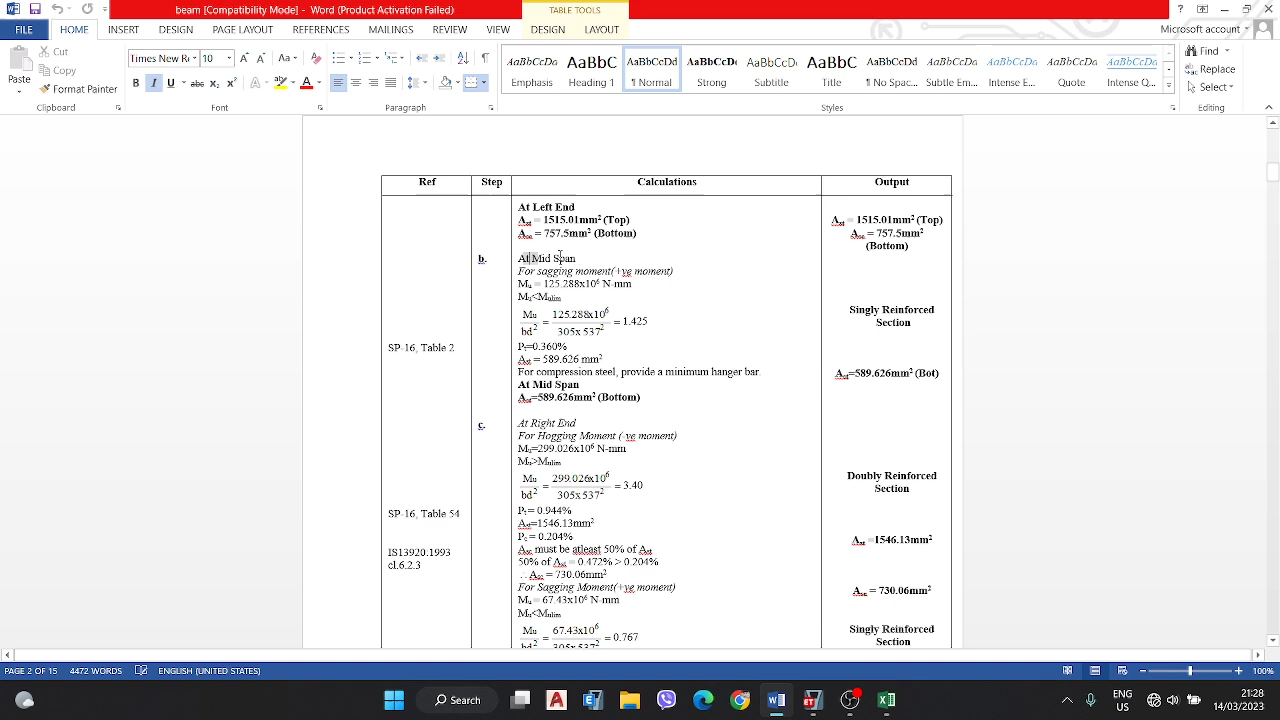 beam [Compatibility Mode] - Word (Product Activation Failed)
TABLE TOOLS
FILE HOME INSERT DESIGN PAGE LAYOUT REFERENCES MAILINGS REVIEW VIEW DESIGN LAYOUT Microsoft account
Paste
Cut
Copy
Format Painter
Clipboard
Times New Ro 10
Font
Paragraph
AaBbCcDa Emphasis
AaBbC Heading 1
AaBbCcDd ¶ Normal
AaBbCcD Strong
AaBbCcD Subtitle
AaBbC Title
AaBbCcDd ¶ No Spac...
AaBbCcDd Subtle Em...
AaBbCcDd Intense E...
AaBbCcDd Quote
AaBbCcDd Intense Q...
Styles
Find
Replace
Select
Editing
Ref Step Calculations Output
At Left End
Ast = 1515.01mm² (Top) Ast = 1515.01mm² (Top)
Asc = 757.5mm² (Bottom) Asc = 757.5mm²
(Bottom)
b. At Mid Span
For sagging moment(+ve moment)
Mu = 125.288x10⁶ N-mm
Mu<Mulim
Singly Reinforced
Section
Mu/bd² = 125.288x10⁶/305x 537² = 1.425
SP-16, Table 2 Pt=0.360%
Ast = 589.626 mm²
For compression steel, provide a minimum hanger bar. Ast=589.626mm² (Bot)
At Mid Span
Ast=589.626mm² (Bottom)
c. At Right End
For Hogging Moment (-ve moment)
Mu=299.026x10⁶ N-mm
Mu>Mulim
Doubly Reinforced
Section
Mu/bd² = 299.026x10⁶/305x 537² = 3.40
SP-16, Table 54 Pt= 0.944%
Ast=1546.13mm²
Pc = 0.204% Ast =1546.13mm²
IS13920:1993 Asc must be atleast 50% of Ast
cl.6.2.3 50% of Ast = 0.472% > 0.204%
∴Asc = 730.06mm²
For Sagging Moment(+ve moment) Asc = 730.06mm²
Mu = 67.43x10⁶ N-mm
Mu<Mulim
Singly Reinforced
Section
Mu/bd² = 67.43x10⁶/305x 537² = 0.767
PAGE 2 OF 15 4472 WORDS ENGLISH (UNITED STATES) 100%
Search
ENG
US
21:28
14/03/2023